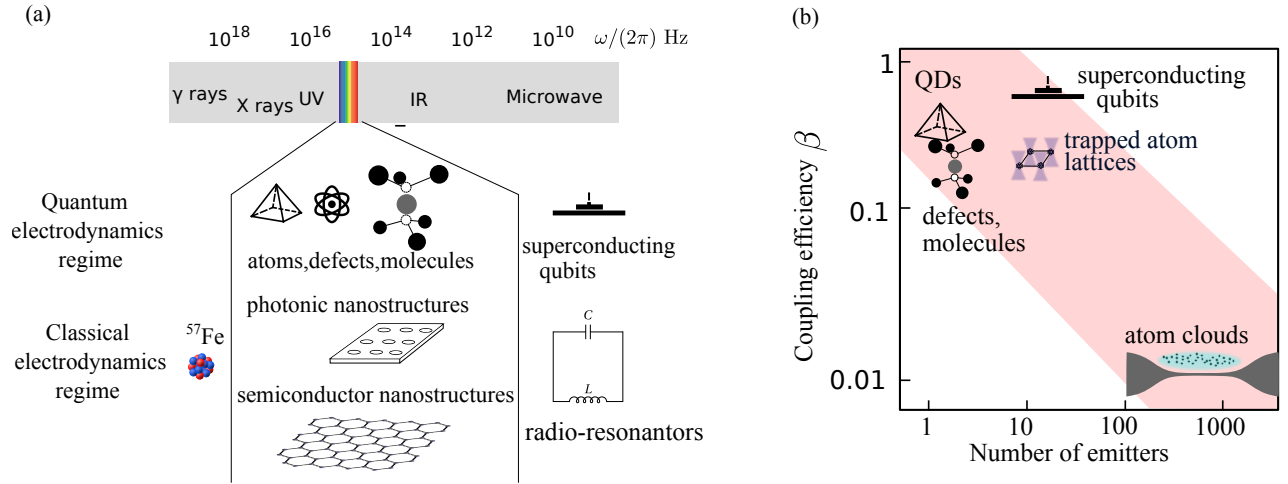 (a)
10^18 10^16 10^14 10^12 10^10 ω/(2π) Hz
γ rays X rays UV IR Microwave
Quantum
electrodynamics
regime
atoms,defects,molecules
superconducting
qubits
Classical
electrodynamics
regime
^57Fe
photonic nanostructures
semiconductor nanostructures
C
L
radio-resonantors
(b)
Coupling efficiency β
1
0.1
0.01
QDs
superconducting
qubits
trapped atom
lattices
defects,
molecules
atom clouds
1 10 100 1000
Number of emitters